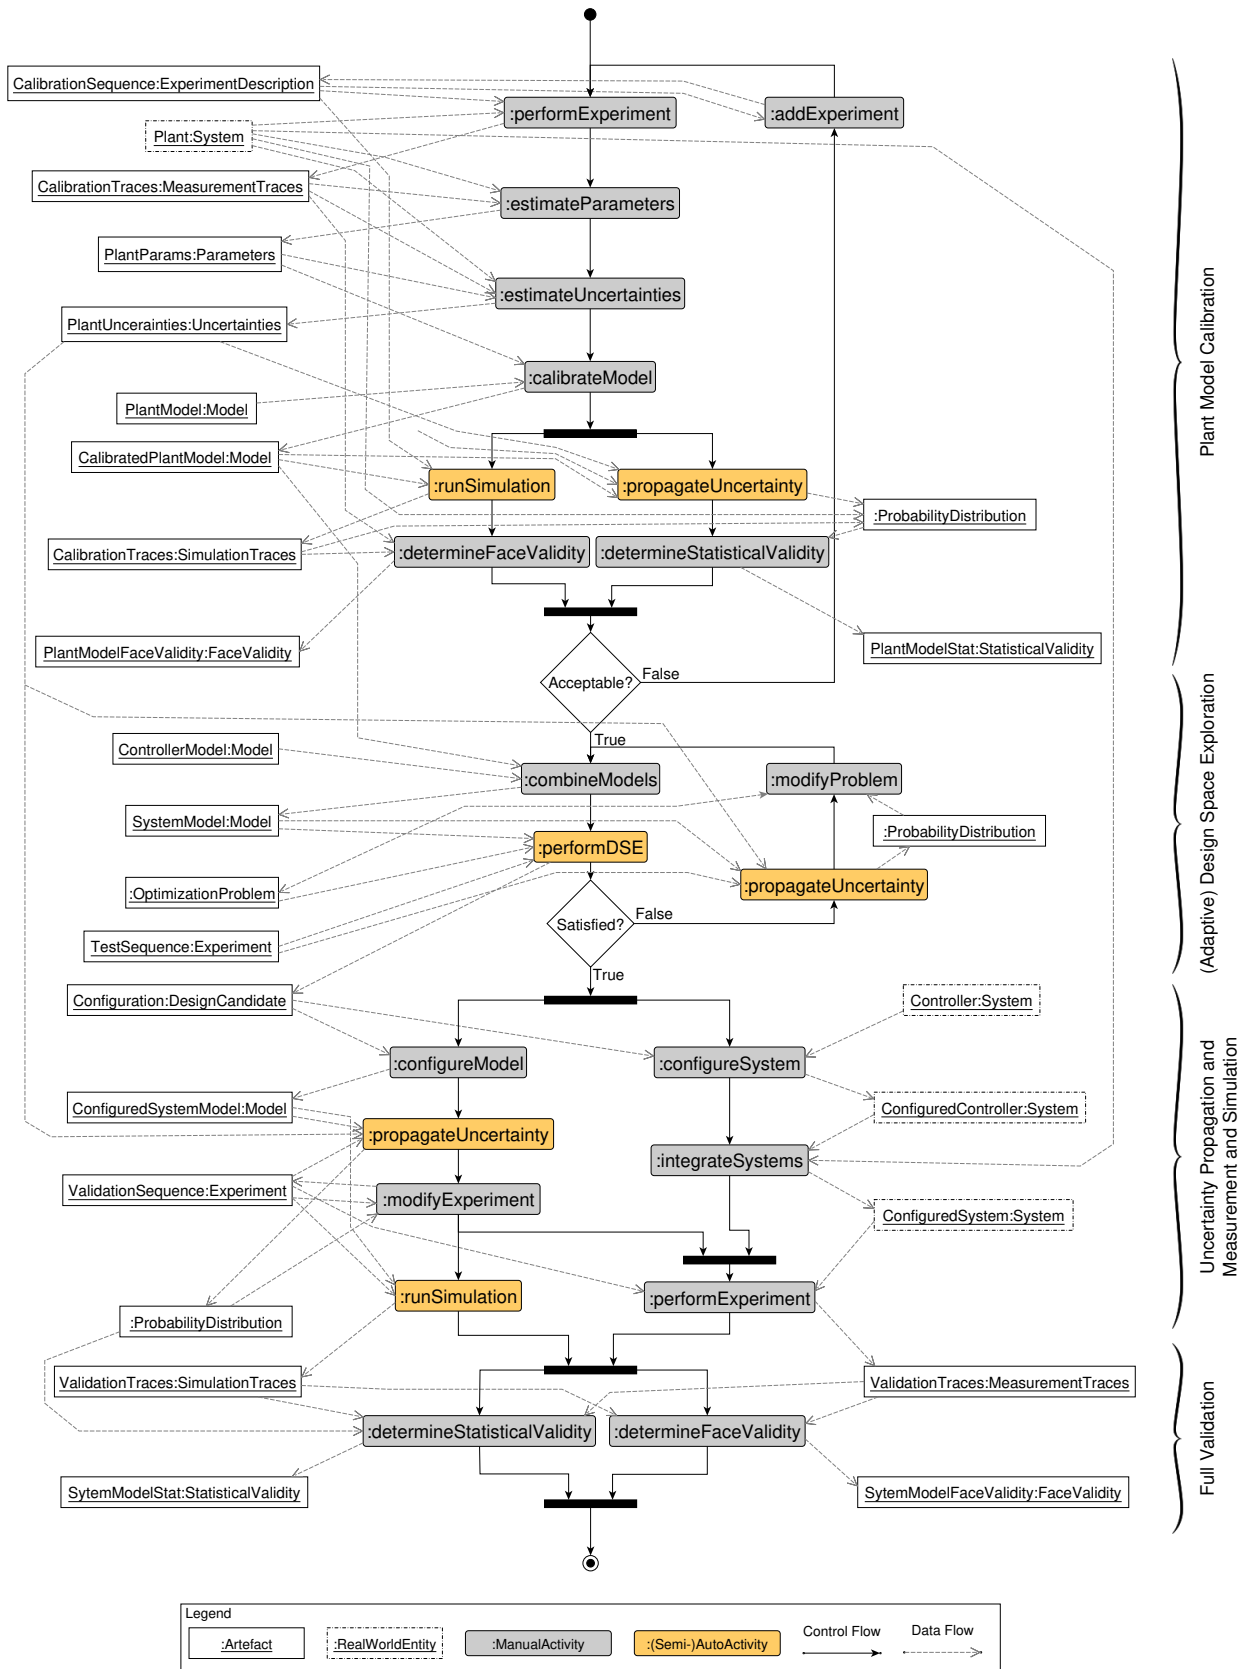 CalibrationSequence:ExperimentDescription
:performExperiment
:addExperiment
Plant:System
CalibrationTraces:MeasurementTraces
:estimateParameters
PlantParams:Parameters
:estimateUncertainties
PlantUncerainties:Uncertainties
:calibrateModel
PlantModel:Model
CalibratedPlantModel:Model
:runSimulation
:propagateUncertainty
:ProbabilityDistribution
CalibrationTraces:SimulationTraces
:determineFaceValidity
:determineStatisticalValidity
PlantModelFaceValidity:FaceValidity
PlantModelStat:StatisticalValidity
Acceptable?
False
True
Plant Model Calibration
ControllerModel:Model
:combineModels
:modifyProblem
SystemModel:Model
:performDSE
:ProbabilityDistribution
:OptimizationProblem
:propagateUncertainty
TestSequence:Experiment
Satisfied?
False
True
(Adaptive) Design Space Exploration
Configuration:DesignCandidate
Controller:System
:configureModel
:configureSystem
ConfiguredSystemModel:Model
ConfiguredController:System
:propagateUncertainty
:integrateSystems
ValidationSequence:Experiment
:modifyExperiment
ConfiguredSystem:System
:runSimulation
:performExperiment
:ProbabilityDistribution
Uncertainty Propagation and
Measurement and Simulation
ValidationTraces:SimulationTraces
ValidationTraces:MeasurementTraces
:determineStatisticalValidity
:determineFaceValidity
SytemModelStat:StatisticalValidity
SytemModelFaceValidity:FaceValidity
Full Validation
Legend
:Artefact
:RealWorldEntity
:ManualActivity
:(Semi-)AutoActivity
Control Flow
Data Flow